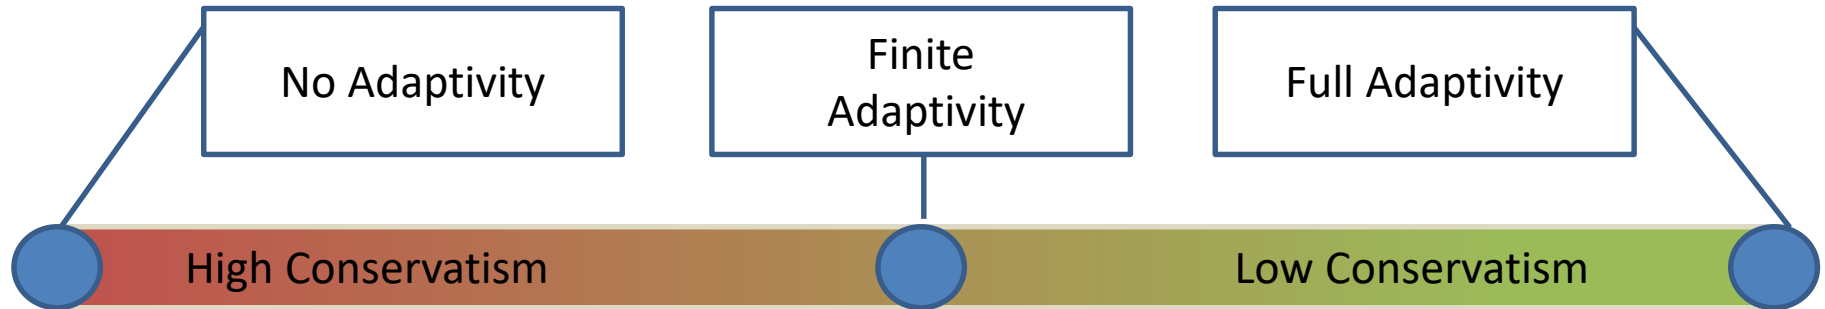 No Adaptivity
Finite
Adaptivity
Full Adaptivity
High Conservatism
Low Conservatism